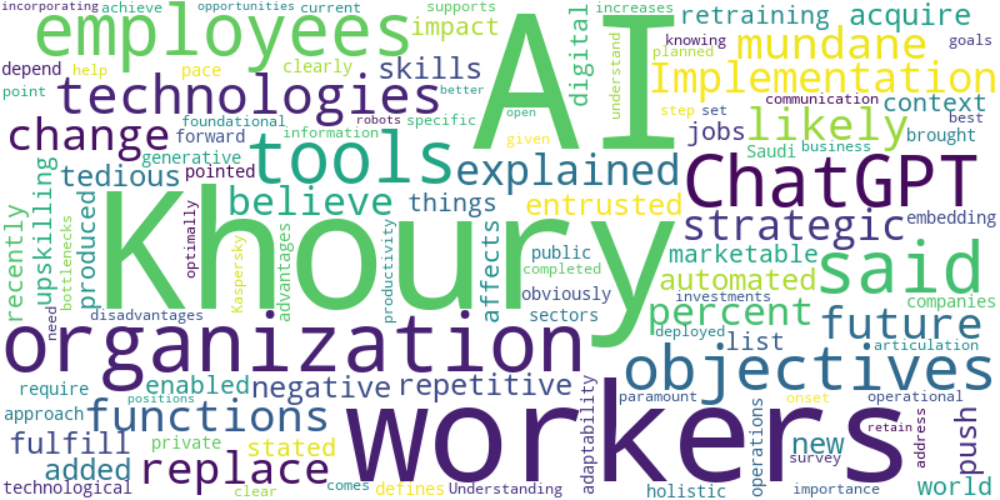 incorporating
achieve
opportunities
current
supports
increases
retraining
acquire
employees
impact
AI
digital
understand
knowing
planned
goals
mundane
depend
help
pace
clearly
skills
Implementation
point
technologies
better
communication
context
foundational
robots
specific
open
step
set
best
change
forward
information
given
jobs
likely
brought
generative
tools
explained
Saudi
business
tedious
pointed
ChatGPT
recently
upskilling
produced
believe
things
entrusted
strategic
embedding
bottlenecks
optimally
Khoury
Kaspersky
advantages
productivity
affects
public
completed
marketable
said
obviously
automated
need
disadvantages
sectors
investments
companies
percent
organization
deployed
list
future
articulation
objectives
require
enabled
negative
repetitive
positions
adaptability
paramount
onset
operational
approach
functions
workers
operations
retain
address
push
fulfill
private
stated
new
survey
added
replace
technological
clear
comes
defines
Understanding
holistic
importance
world